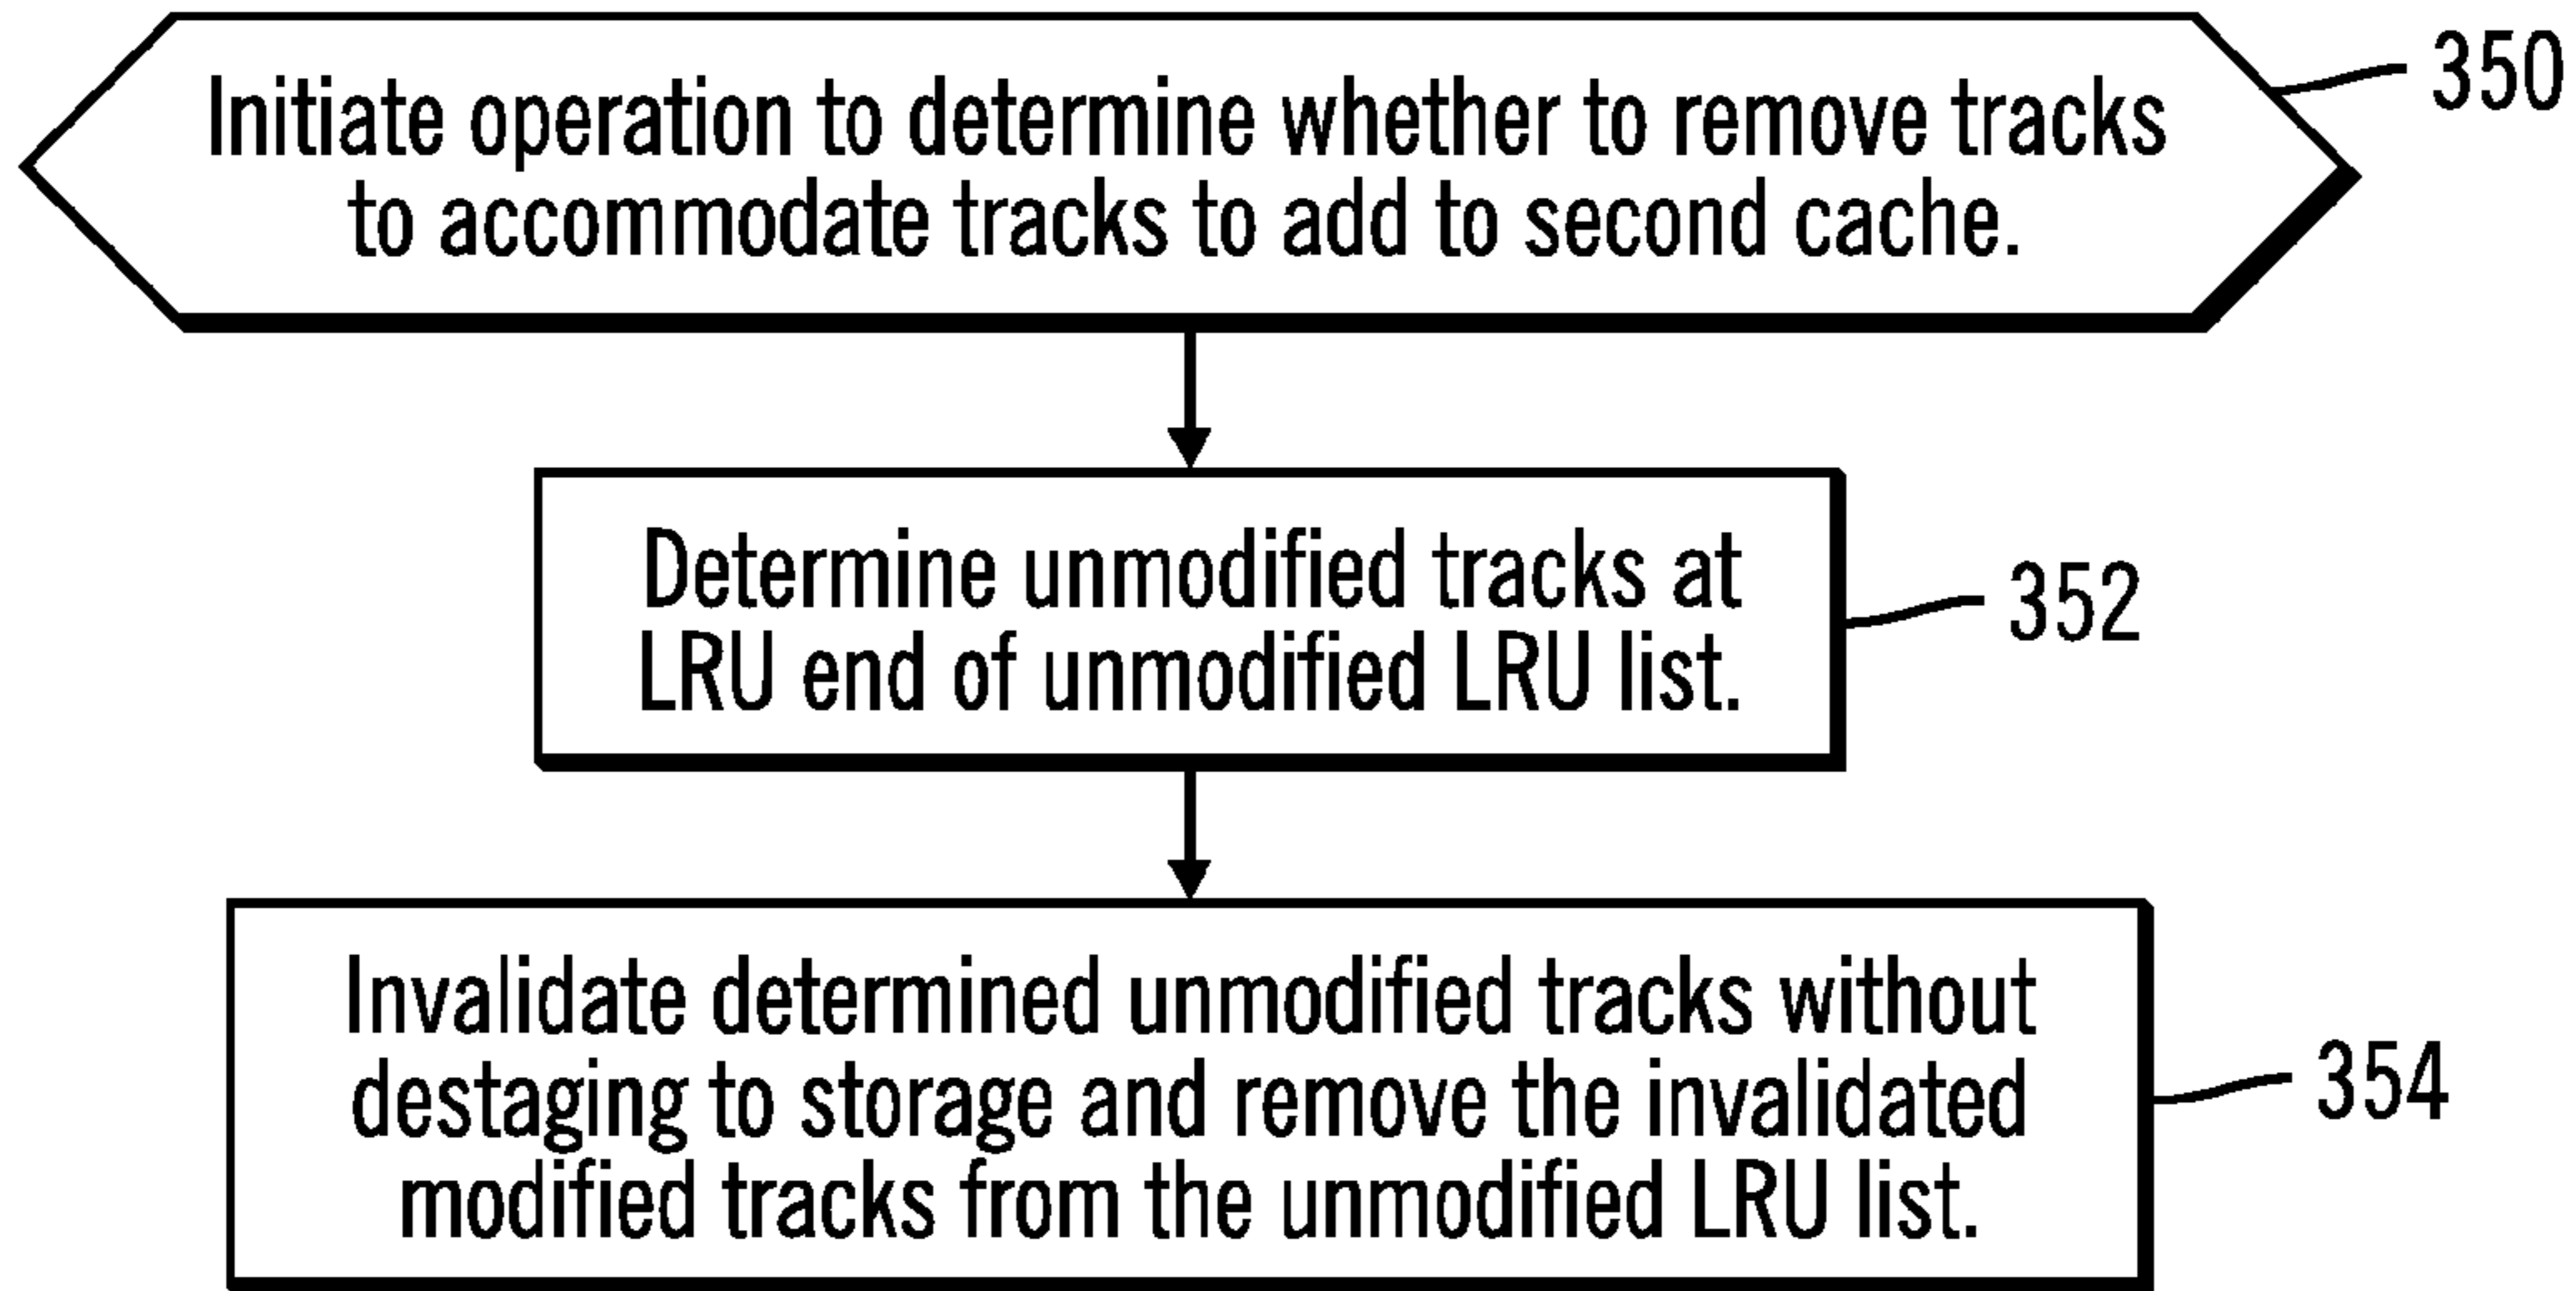 Initiate operation to determine whether to remove tracks
to accommodate tracks to add to second cache.
350
Determine unmodified tracks at
LRU end of unmodified LRU list.
352
Invalidate determined unmodified tracks without
destaging to storage and remove the invalidated
modified tracks from the unmodified LRU list.
354